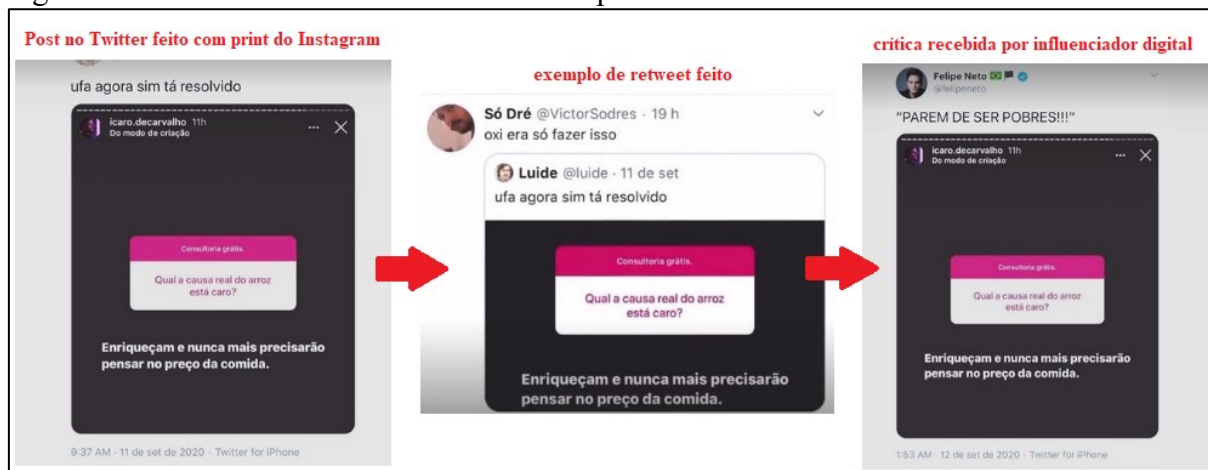 Post no Twitter feito com print do Instagram
ufa agora sim tá resolvido
icaro.decarvalho 11h
Do modo de criação
Consultoria grátis.
Qual a causa real do arroz
está caro?
Enriqueçam e nunca mais precisarão
pensar no preço da comida.
9:37 AM · 11 de set de 2020 · Twitter for iPhone
exemplo de retweet feito
Só Dré @VictorSodres · 19 h
oxi era só fazer isso
Luide @luide · 11 de set
ufa agora sim tá resolvido
Consultoria grátis.
Qual a causa real do arroz
está caro?
Enriqueçam e nunca mais precisarão
pensar no preço da comida.
crítica recebida por influenciador digital
Felipe Neto
@felipeneto
"PAREM DE SER POBRES!!!"
icaro.decarvalho 11h
Do modo de criação
Consultoria grátis.
Qual a causa real do arroz
está caro?
Enriqueçam e nunca mais precisarão
pensar no preço da comida.
1:53 AM · 12 de set de 2020 · Twitter for iPhone